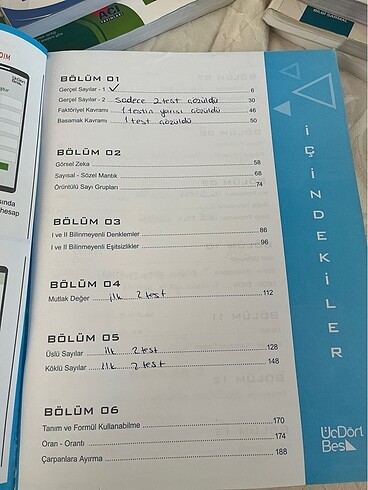 BÖLÜM 01
Gerçel Sayılar - 1 ✓ 6
Gerçel Sayılar - 2 sadece 2 test çözüldü 30
Faktöriyel Kavramı 1 testin yarısı çözüldü 46
Basamak Kavramı 1 test çözüldü 50
BÖLÜM 02
Görsel Zeka 58
Sayısal - Sözel Mantık 68
Örüntülü Sayı Grupları 74
BÖLÜM 03
I ve II Bilinmeyenli Denklemler 86
I ve II Bilinmeyenli Eşitsizlikler 96
BÖLÜM 04
Mutlak Değer ilk 2 test 112
BÖLÜM 05
Üslü Sayılar ilk 2 test 128
Köklü Sayılar ilk 2 test 148
BÖLÜM 06
Tanım ve Formül Kullanabilme 170
Oran - Orantı 174
Çarpanlara Ayırma 188
İÇİNDEKİLER
ÜçDört
Beş